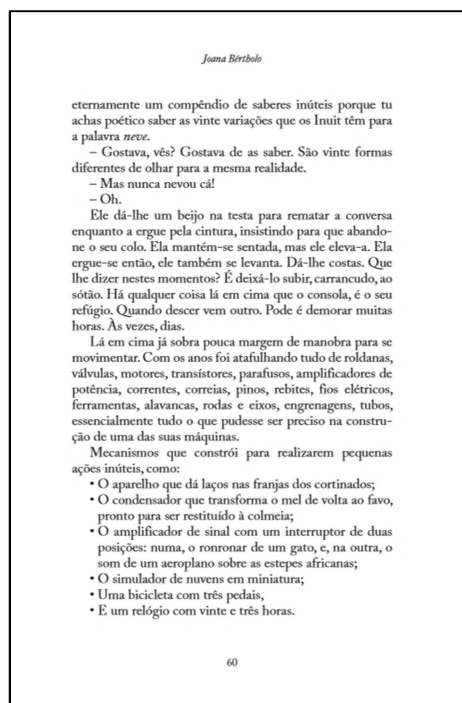 Joana Bértholo
eternamente um compêndio de saberes inúteis porque tu
achas poético saber as vinte variações que os Inuit têm para
a palavra neve.
– Gostava, vês? Gostava de as saber. São vinte formas
diferentes de olhar para a mesma realidade.
– Mas nunca nevou cá!
– Oh.
Ele dá-lhe um beijo na testa para rematar a conversa
enquanto a ergue pela cintura, insistindo para que abando-
ne o seu colo. Ela mantém-se sentada, mas ele eleva-a. Ela
ergue-se então, ele também se levanta. Dá-lhe costas. Que
lhe dizer nestes momentos? É deixá-lo subir, carrancudo, ao
sótão. Há qualquer coisa lá em cima que o consola, é o seu
refúgio. Quando descer vem outro. Pode é demorar muitas
horas. Às vezes, dias.
Lá em cima já sobra pouca margem de manobra para se
movimentar. Com os anos foi atafulhando tudo de roldanas,
válvulas, motores, transístores, parafusos, amplificadores de
potência, correntes, correias, pinos, rebites, fios elétricos,
ferramentas, alavancas, rodas e eixos, engrenagens, tubos,
essencialmente tudo o que pudesse ser preciso na constru-
ção de uma das suas máquinas.
Mecanismos que constrói para realizarem pequenas
ações inúteis, como:
• O aparelho que dá laços nas franjas dos cortinados;
• O condensador que transforma o mel de volta ao favo,
pronto para ser restituído à colmeia;
• O amplificador de sinal com um interruptor de duas
posições: numa, o ronronar de um gato, e, na outra, o
som de um aeroplano sobre as estepes africanas;
• O simulador de nuvens em miniatura;
• Uma bicicleta com três pedais,
• E um relógio com vinte e três horas.
60